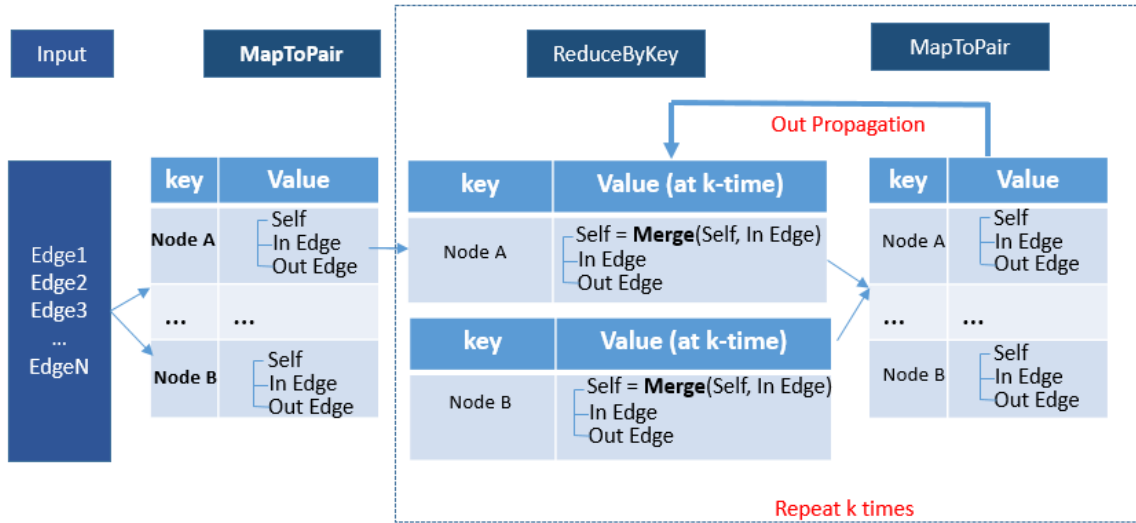 Input
MapToPair
ReduceByKey
MapToPair
Out Propagation
Edge1
Edge2
Edge3
...
EdgeN
key Value
Node A
Self
In Edge
Out Edge
... ...
Node B
Self
In Edge
Out Edge
key Value (at k-time)
Node A
Self = Merge(Self, In Edge)
In Edge
Out Edge
key Value (at k-time)
Node B
Self = Merge(Self, In Edge)
In Edge
Out Edge
key Value
Node A
Self
In Edge
Out Edge
... ...
Node B
Self
In Edge
Out Edge
Repeat k times